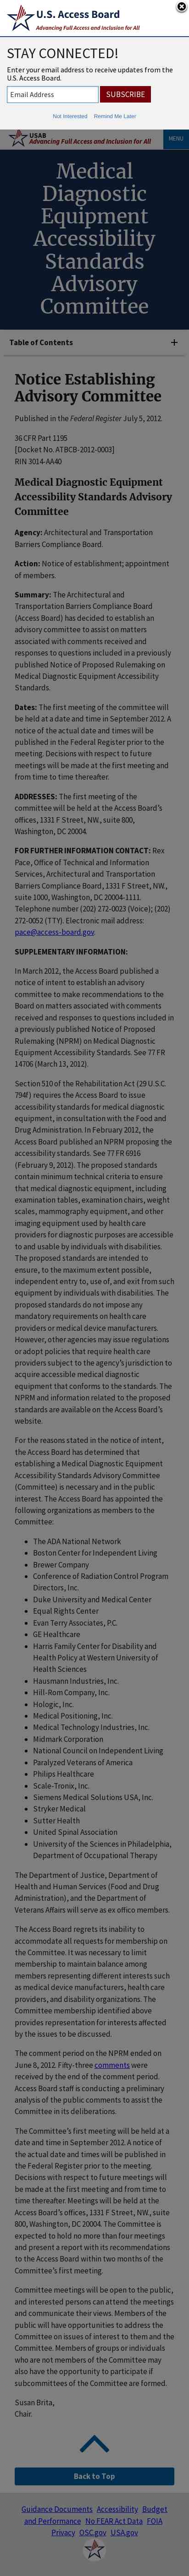 U.S. Access Board
Advancing Full Access and Inclusion for All
STAY CONNECTED!
Enter your email address to receive updates from the
U.S. Access Board.
Email Address
SUBSCRIBE
Not Interested Remind Me Later
USAB
Advancing Full Access and Inclusion for All
MENU
Medical
Diagnostic
Equipment
Accessibility
Standards
Advisory
Committee
Table of Contents
Notice Establishing
Advisory Committee
Published in the Federal Register July 5, 2012.
36 CFR Part 1195
[Docket No. ATBCB-2012-0003]
RIN 3014-AA40
Medical Diagnostic Equipment
Accessibility Standards Advisory
Committee
Agency: Architectural and Transportation
Barriers Compliance Board.
Action: Notice of establishment; appointment
of members.
Summary: The Architectural and
Transportation Barriers Compliance Board
(Access Board) has decided to establish an
advisory committee to assist on matters
associated with comments received and
responses to questions included in a previously
published Notice of Proposed Rulemaking on
Medical Diagnostic Equipment Accessibility
Standards.
Dates: The first meeting of the committee will
be held at a date and time in September 2012. A
notice of the actual date and times will be
published in the Federal Register prior to the
meeting. Decisions with respect to future
meetings will be made at the first meeting and
from time to time thereafter.
ADDRESSES: The first meeting of the
committee will be held at the Access Board’s
offices, 1331 F Street, NW., suite 800,
Washington, DC 20004.
FOR FURTHER INFORMATION CONTACT: Rex
Pace, Office of Technical and Information
Services, Architectural and Transportation
Barriers Compliance Board, 1331 F Street, NW.,
suite 1000, Washington, DC 20004-1111.
Telephone number (202) 272-0023 (Voice); (202)
272-0052 (TTY). Electronic mail address:
pace@access-board.gov.
SUPPLEMENTARY INFORMATION:
In March 2012, the Access Board published a
notice of intent to establish an advisory
committee to make recommendations to the
Board on matters associated with comments
received and responses to questions included in
the previously published Notice of Proposed
Rulemaking (NPRM) on Medical Diagnostic
Equipment Accessibility Standards. See 77 FR
14706 (March 13, 2012).
Section 510 of the Rehabilitation Act (29 U.S.C.
794f) requires the Access Board to issue
accessibility standards for medical diagnostic
equipment, in consultation with the Food and
Drug Administration. In February 2012, the
Access Board published an NPRM proposing the
accessibility standards. See 77 FR 6916
(February 9, 2012). The proposed standards
contain minimum technical criteria to ensure
that medical diagnostic equipment, including
examination tables, examination chairs, weight
scales, mammography equipment, and other
imaging equipment used by health care
providers for diagnostic purposes are accessible
to and usable by individuals with disabilities.
The proposed standards are intended to
ensure, to the maximum extent possible,
independent entry to, use of, and exit from such
equipment by individuals with disabilities. The
proposed standards do not impose any
mandatory requirements on health care
providers or medical device manufacturers.
However, other agencies may issue regulations
or adopt policies that require health care
providers subject to the agency’s jurisdiction to
acquire accessible medical diagnostic
equipment that conforms to the standards. The
NPRM and information related to the proposed
standards are available on the Access Board’s
website.
For the reasons stated in the notice of intent,
the Access Board has determined that
establishing a Medical Diagnostic Equipment
Accessibility Standards Advisory Committee
(Committee) is necessary and in the public
interest. The Access Board has appointed the
following organizations as members to the
Committee:
The ADA National Network
Boston Center for Independent Living
Brewer Company
Conference of Radiation Control Program
Directors, Inc.
Duke University and Medical Center
Equal Rights Center
Evan Terry Associates, P.C.
GE Healthcare
Harris Family Center for Disability and
Health Policy at Western University of
Health Sciences
Hausmann Industries, Inc.
Hill-Rom Company, Inc.
Hologic, Inc.
Medical Positioning, Inc.
Medical Technology Industries, Inc.
Midmark Corporation
National Council on Independent Living
Paralyzed Veterans of America
Philips Healthcare
Scale-Tronix, Inc.
Siemens Medical Solutions USA, Inc.
Stryker Medical
Sutter Health
United Spinal Association
University of the Sciences in Philadelphia,
Department of Occupational Therapy
The Department of Justice, Department of
Health and Human Services (Food and Drug
Administration), and the Department of
Veterans Affairs will serve as ex officio members.
The Access Board regrets its inability to
accommodate all requests for membership on
the Committee. It was necessary to limit
membership to maintain balance among
members representing different interests such
as medical device manufacturers, health care
providers, and disability organizations. The
Committee membership identified above
provides representation for interests affected
by the issues to be discussed.
The comment period on the NPRM ended on
June 8, 2012. Fifty-three comments were
received by the end of the comment period.
Access Board staff is conducting a preliminary
analysis of the public comments to assist the
Committee in its deliberations.
The Committee’s first meeting will be held at a
date and time in September 2012. A notice of
the actual date and times will be published in
the Federal Register prior to the meeting.
Decisions with respect to future meetings will
be made at the first meeting and from time to
time thereafter. Meetings will be held at the
Access Board’s offices, 1331 F Street, NW., suite
800, Washington, DC 20004. The Committee is
expected to hold no more than four meetings
and present a report with its recommendations
to the Access Board within two months of the
Committee’s first meeting.
Committee meetings will be open to the public,
and interested persons can attend the meetings
and communicate their views. Members of the
public will have opportunities to address the
Committee on issues of interest to them and the
Committee. Members of groups or individuals
who are not members of the Committee may
also have the opportunity to participate if
subcommittees of the Committee are formed.
Susan Brita,
Chair.
Back to Top
Guidance Documents Accessibility Budget
and Performance No FEAR Act Data FOIA
Privacy OSC.gov USA.gov